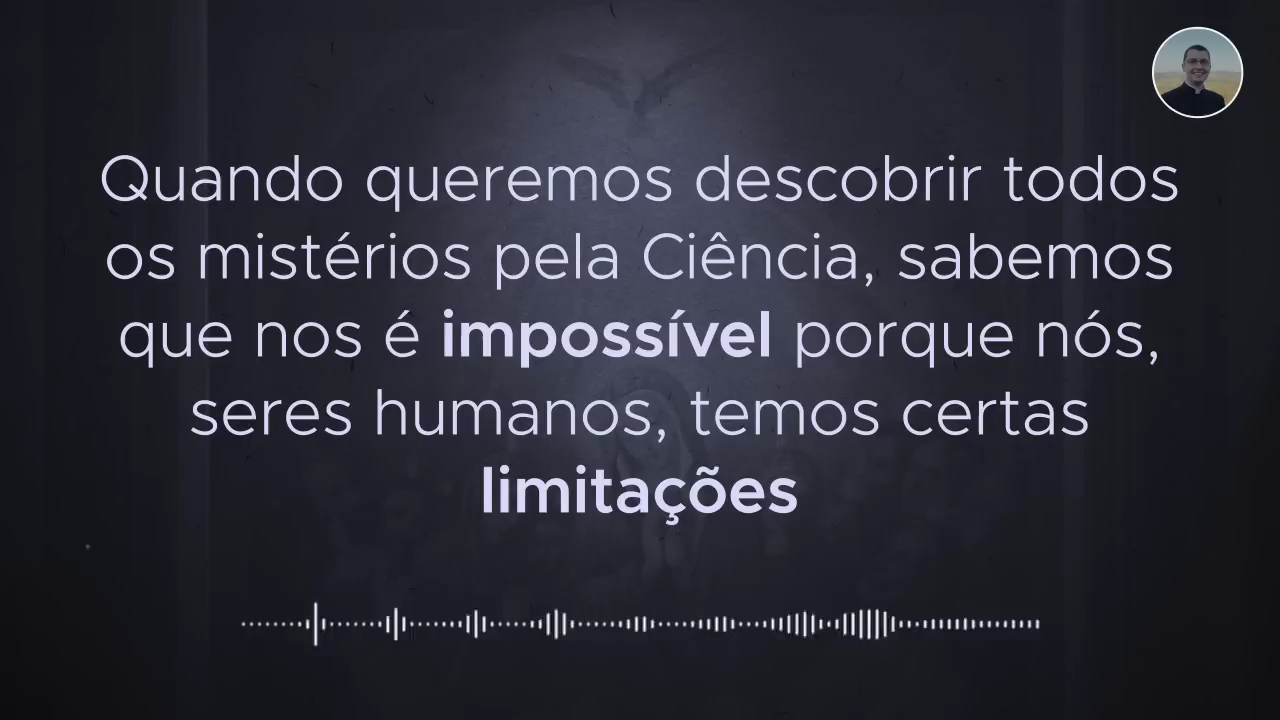 Quando queremos descobrir todos
os mistérios pela Ciência, sabemos
que nos é impossível porque nós,
seres humanos, temos certas
limitações